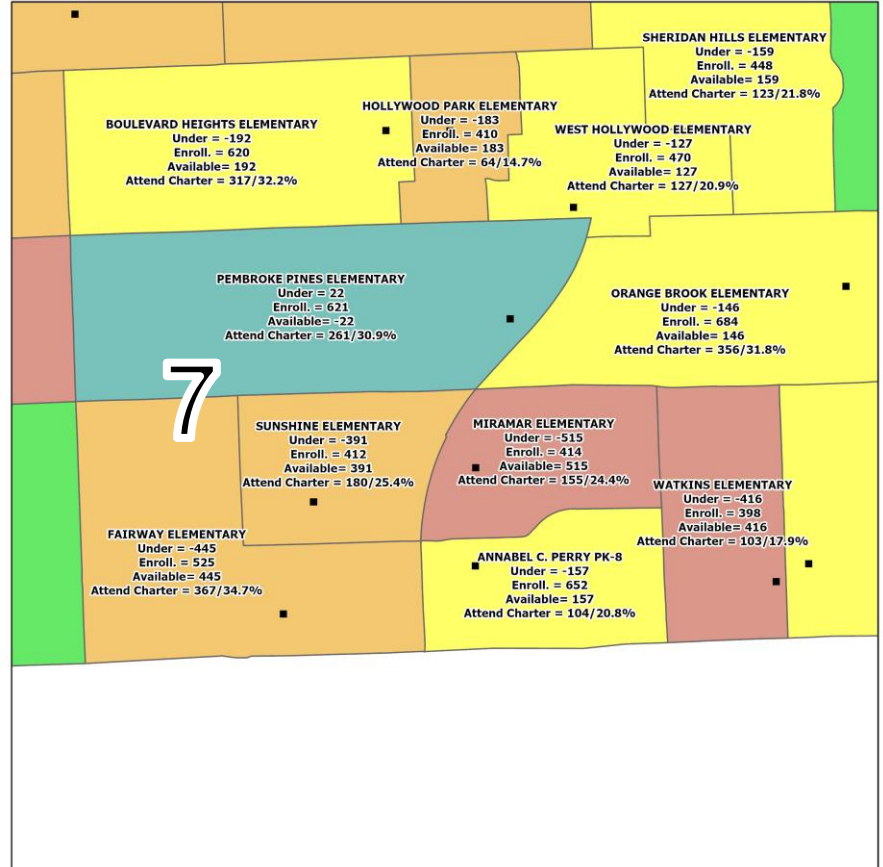 SHERIDAN HILLS ELEMENTARY
Under = -159
Enroll. = 448
Available= 159
Attend Charter = 123/21.8%
HOLLYWOOD PARK ELEMENTARY
Under = -183
Enroll. = 410
Available= 183
Attend Charter = 64/14.7%
BOULEVARD HEIGHTS ELEMENTARY
Under = -192
Enroll. = 620
Available= 192
Attend Charter = 317/32.2%
WEST HOLLYWOOD ELEMENTARY
Under = -127
Enroll. = 470
Available= 127
Attend Charter = 127/20.9%
PEMBROKE PINES ELEMENTARY
Under = 22
Enroll. = 621
Available= -22
Attend Charter = 261/30.9%
ORANGE BROOK ELEMENTARY
Under = -146
Enroll. = 684
Available= 146
Attend Charter = 356/31.8%
7
SUNSHINE ELEMENTARY
Under = -391
Enroll. = 412
Available= 391
Attend Charter = 180/25.4%
MIRAMAR ELEMENTARY
Under = -515
Enroll. = 414
Available= 515
Attend Charter = 155/24.4%
WATKINS ELEMENTARY
Under = -416
Enroll. = 398
Available= 416
Attend Charter = 103/17.9%
FAIRWAY ELEMENTARY
Under = -445
Enroll. = 525
Available= 445
Attend Charter = 367/34.7%
ANNABEL C. PERRY PK-8
Under = -157
Enroll. = 652
Available= 157
Attend Charter = 104/20.8%